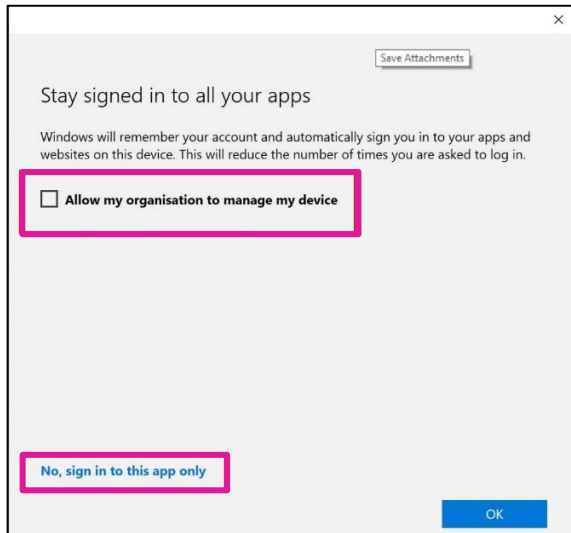 Save Attachments
Stay signed in to all your apps
Windows will remember your account and automatically sign you in to your apps and
websites on this device. This will reduce the number of times you are asked to log in.
Allow my organisation to manage my device
No, sign in to this app only
OK